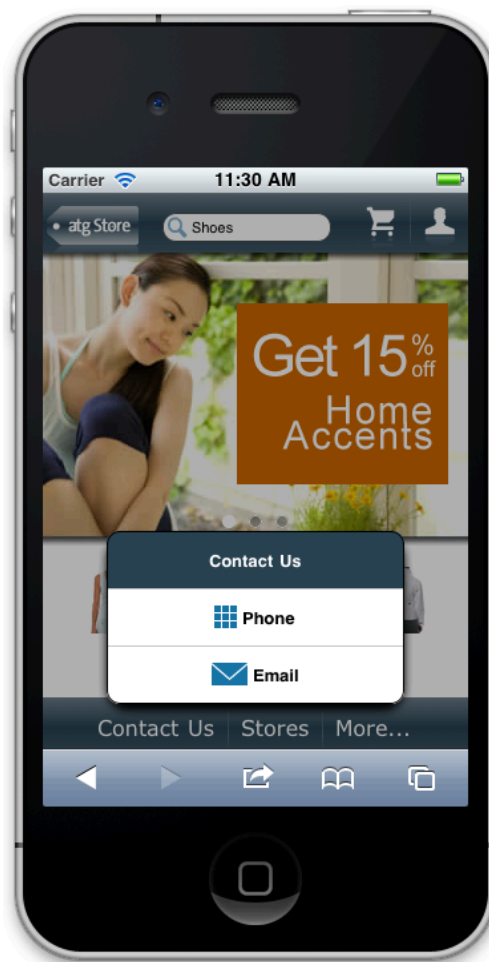 Carrier 11:30 AM
atg Store Shoes
Get 15 % off
Home
Accents
Contact Us
Phone
Email
Contact Us Stores More...